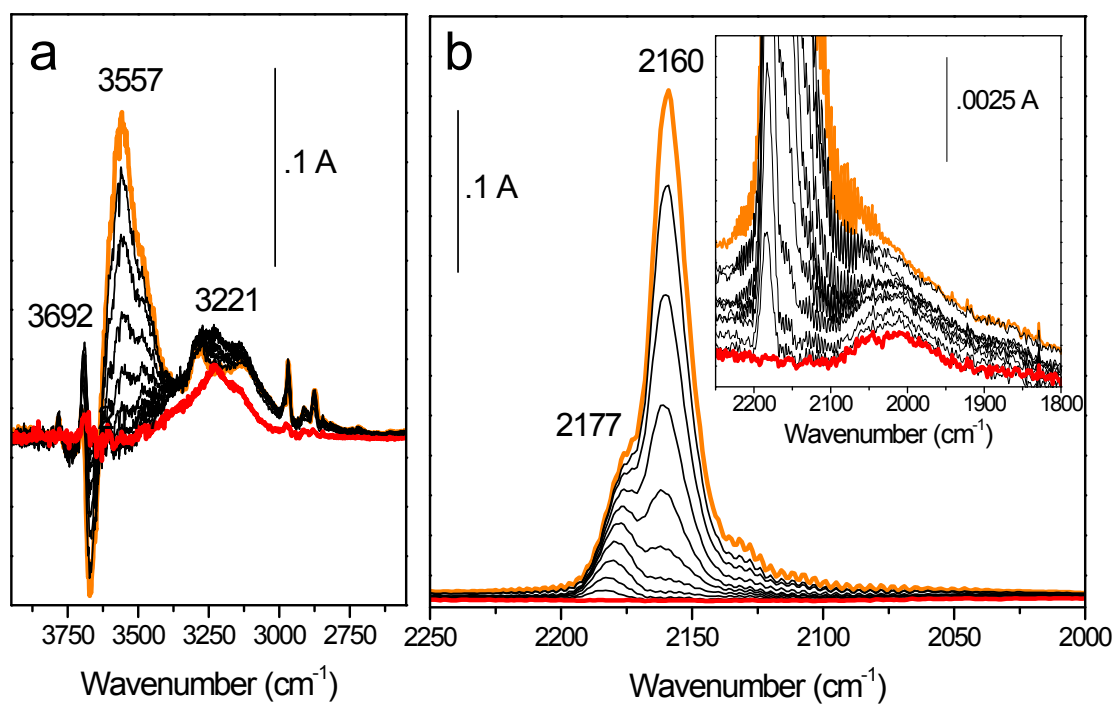 a
3557
.1 A
3692
3221
3750 3500 3250 3000 2750
Wavenumber (cm-1)
b
2160
.1 A
2177
2250 2200 2150 2100 2050 2000
Wavenumber (cm-1)
.0025 A
2200 2100 2000 1900 1800
Wavenumber (cm-1)